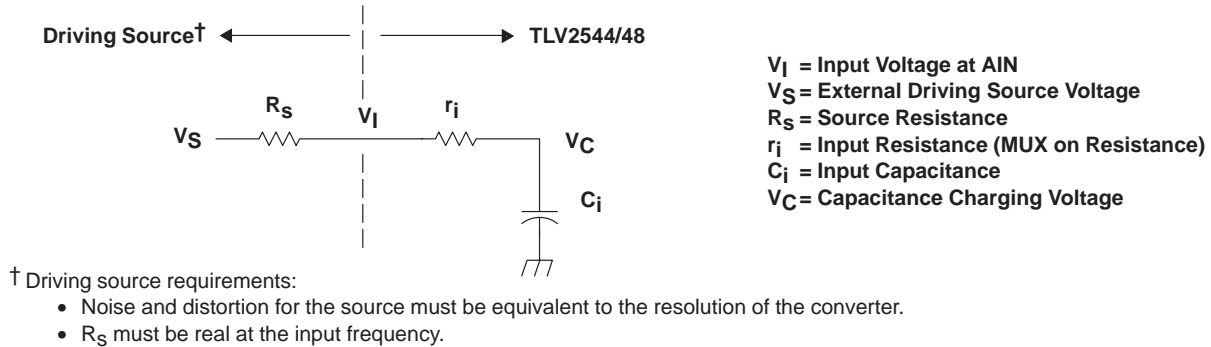 Driving Source†
TLV2544/48
Rs
VI
ri
VS
VC
Ci
VI = Input Voltage at AIN
VS = External Driving Source Voltage
Rs = Source Resistance
ri = Input Resistance (MUX on Resistance)
Ci = Input Capacitance
VC = Capacitance Charging Voltage
† Driving source requirements:
• Noise and distortion for the source must be equivalent to the resolution of the converter.
• Rs must be real at the input frequency.